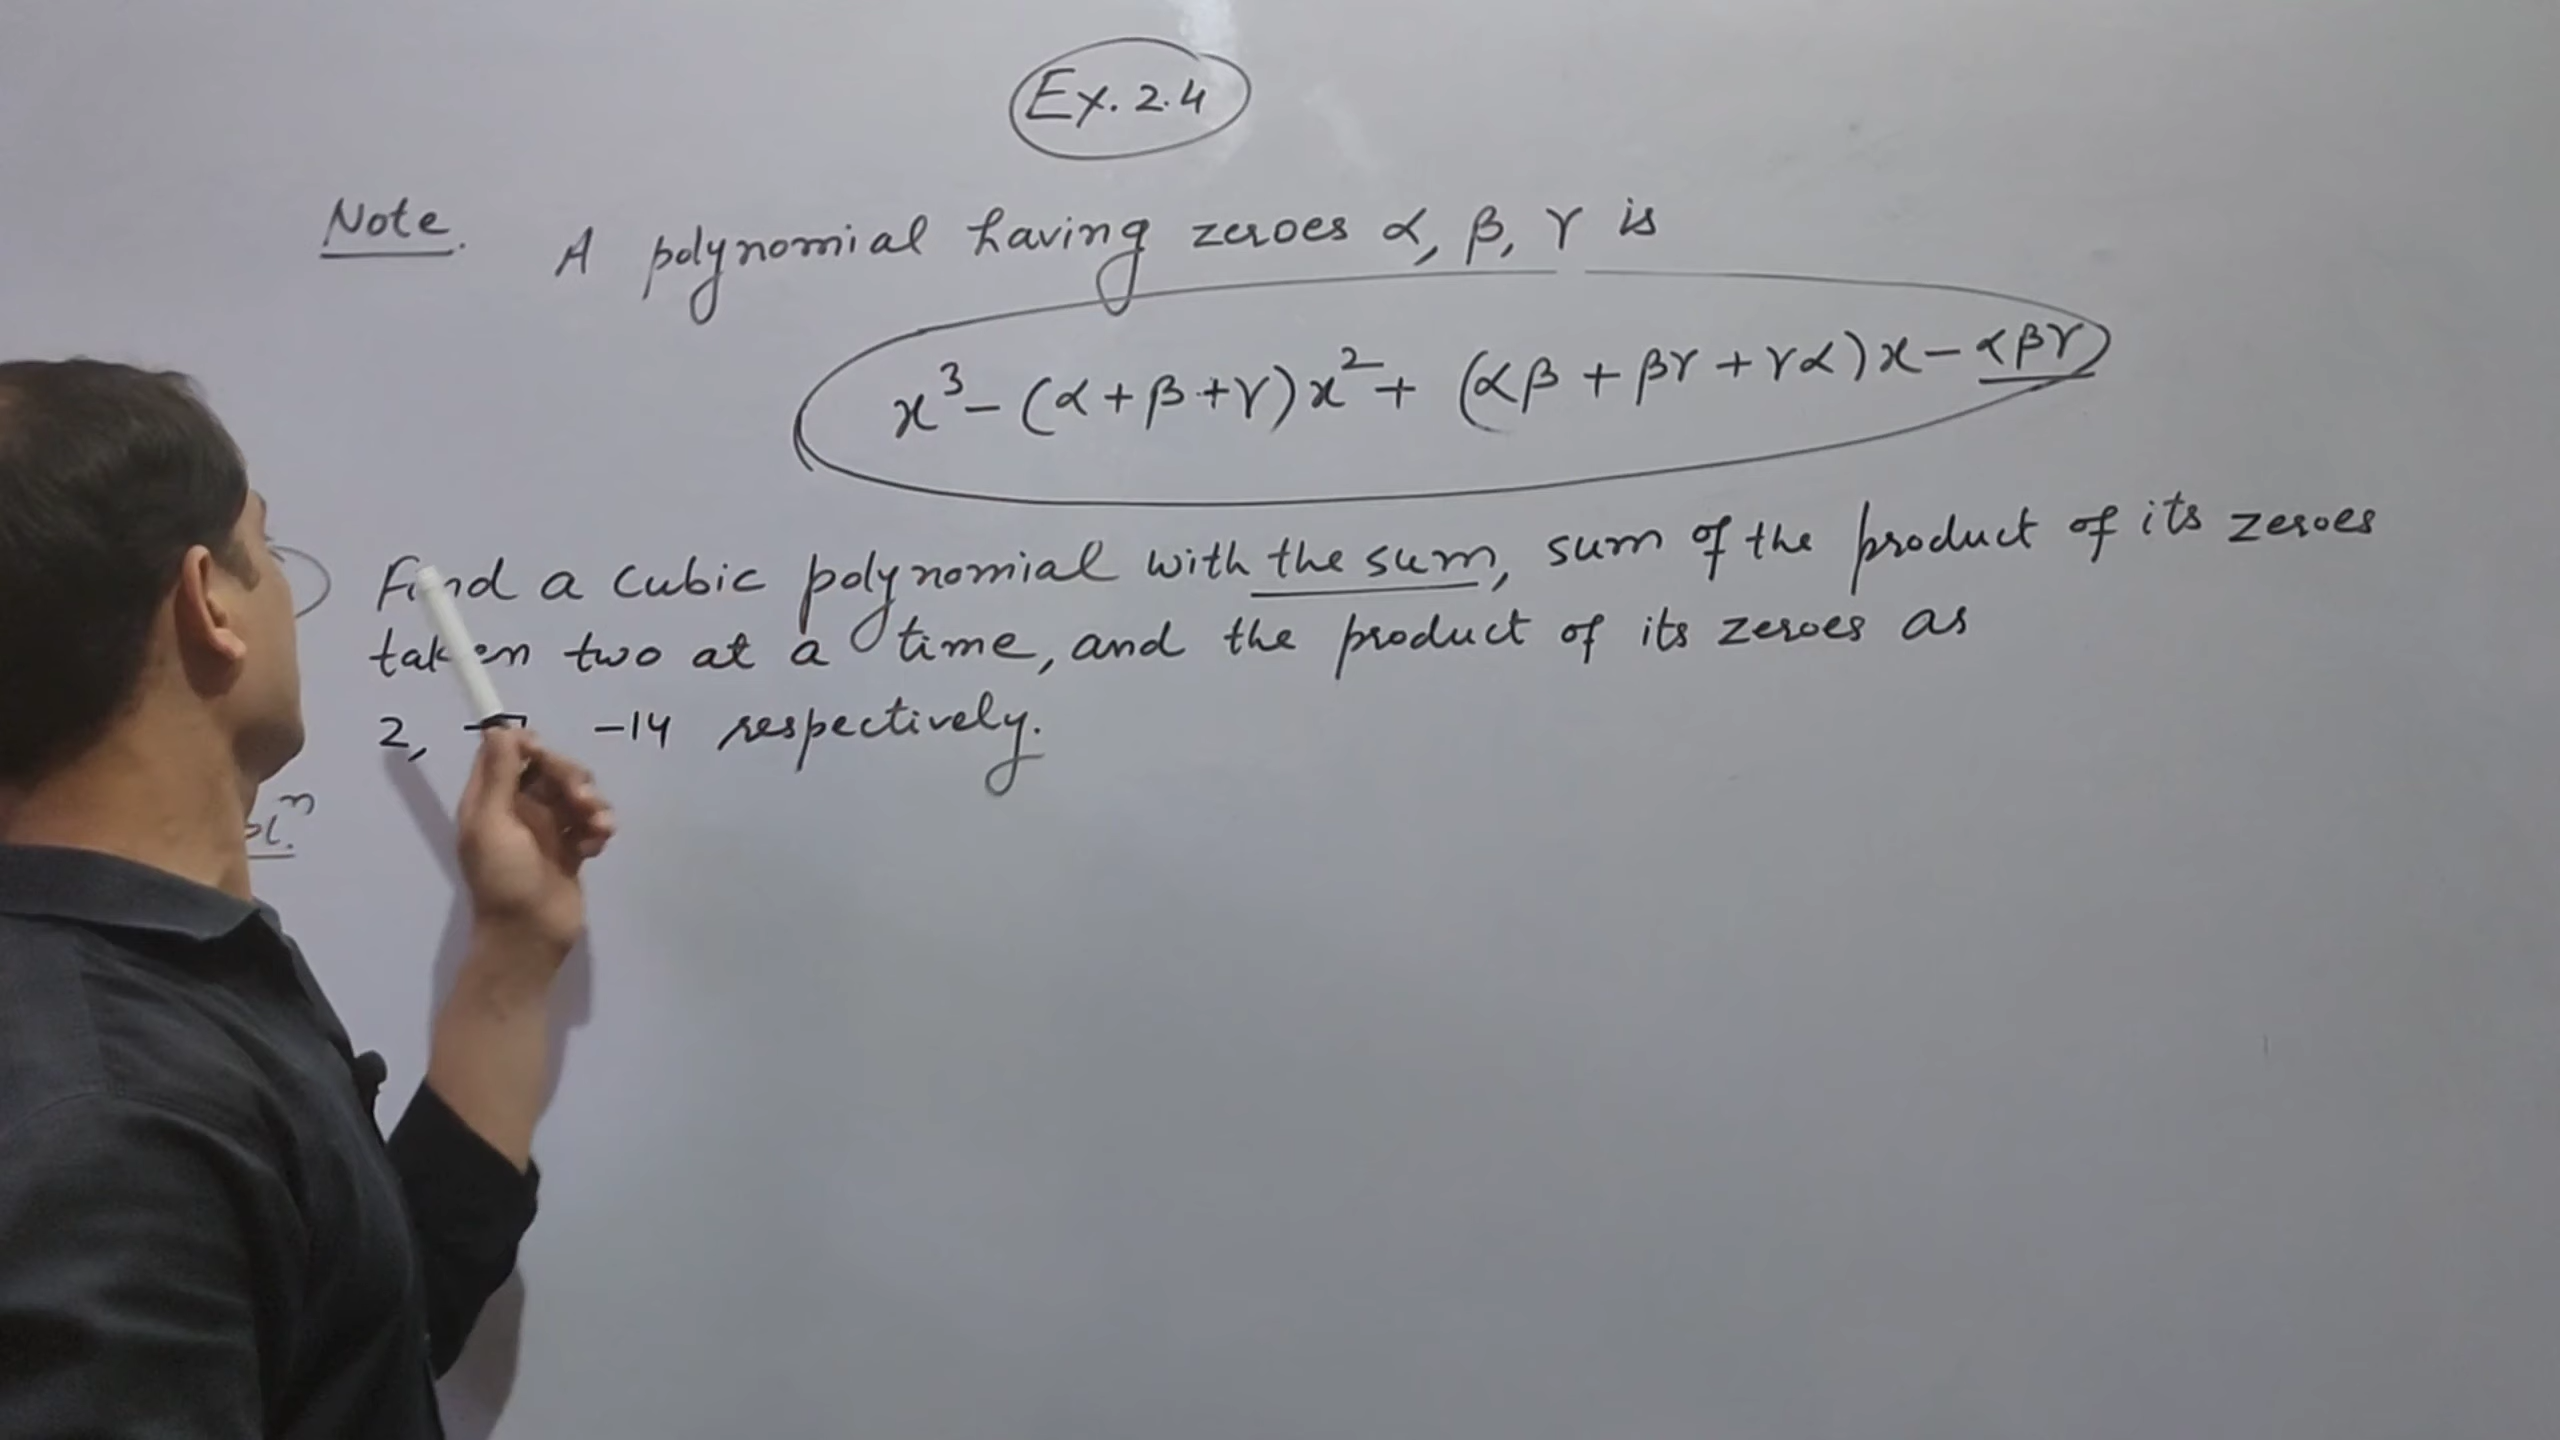 Ex. 2.4
Note. A polynomial having zeroes α, β, γ is
x³ - (α + β + γ)x² + (αβ + βγ + γα)x - αβγ
Find a cubic polynomial with the sum, sum of the product of its zeroes
taken two at a time, and the product of its zeroes as
2, -14 respectively.